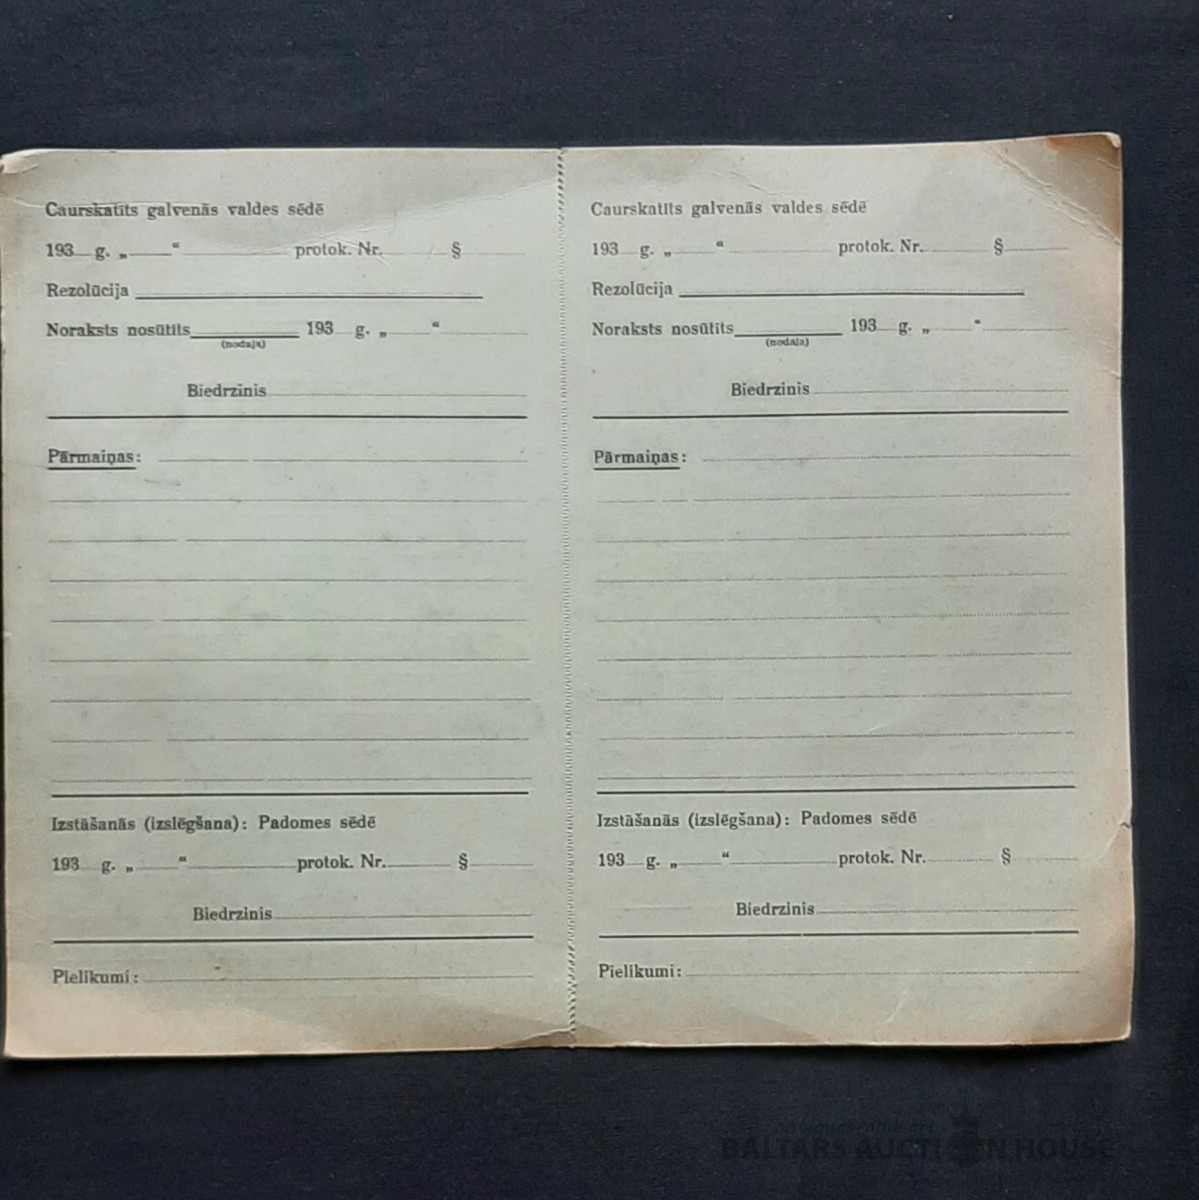 Caurskatīts galvenās valdes sēdē
193 g. „ “ protok. Nr. §
Rezolūcija
Noraksts nosūtīts 193 g. „ “
(nodaļa)
Biedrzinis
Pārmaiņas:
Izstāšanās (izslēgšana): Padomes sēdē
193 g. „ “ protok. Nr. §
Biedrzinis
Pielikumi:
Caurskatīts galvenās valdes sēdē
193 g. „ “ protok. Nr. §
Rezolūcija
Noraksts nosūtīts 193 g. „ “
(nodaļa)
Biedrzinis
Pārmaiņas:
Izstāšanās (izslēgšana): Padomes sēdē
193 g. „ “ protok. Nr. §
Biedrzinis
Pielikumi:
BALTARS AUCTION HOUSE